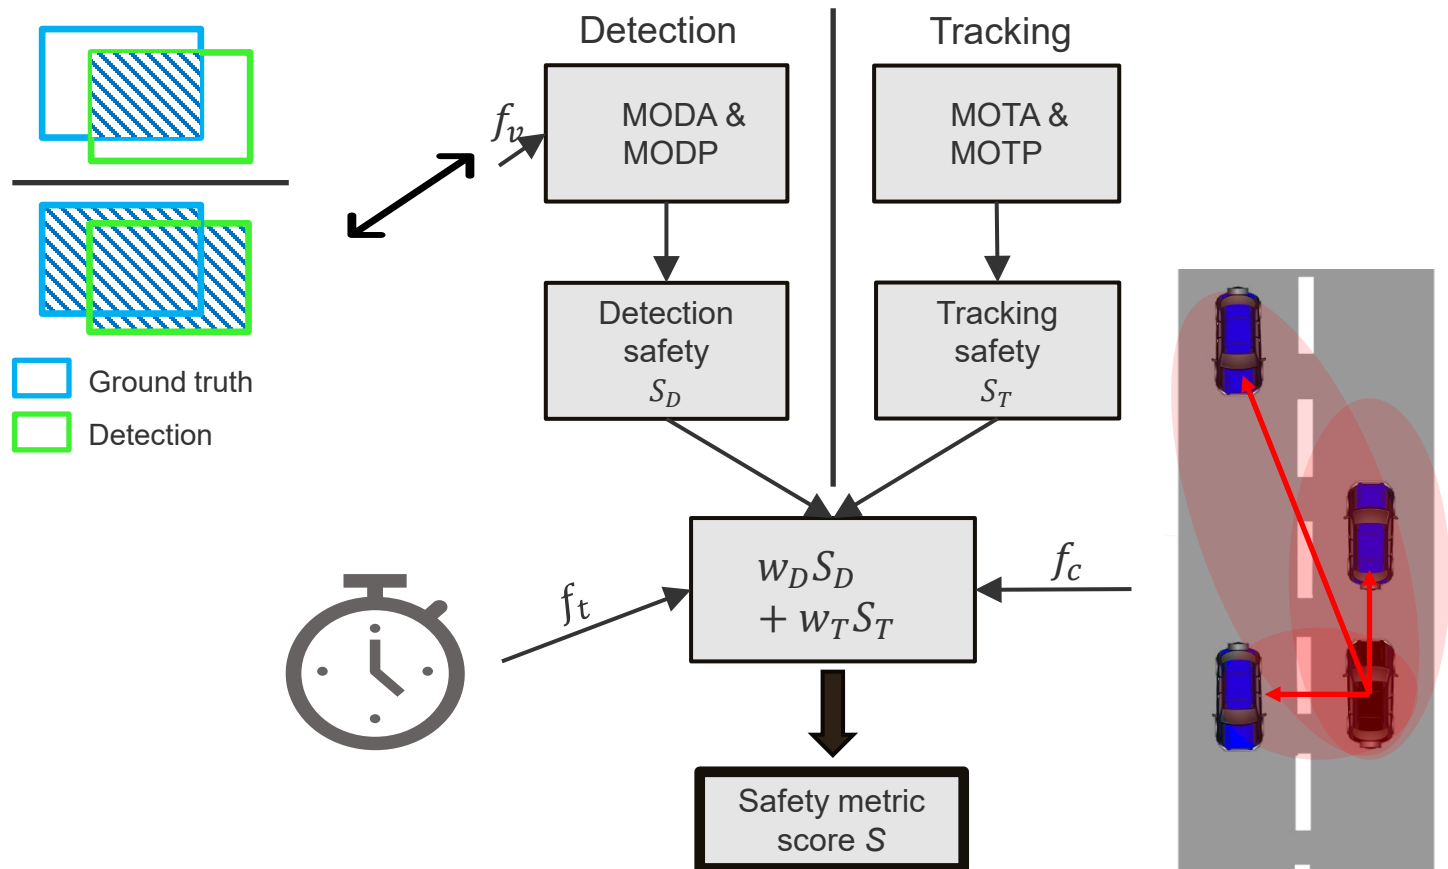 Detection
Tracking
f_v
MODA &
MODP
MOTA &
MOTP
Detection
safety
S_D
Tracking
safety
S_T
Ground truth
Detection
f_t
w_D S_D
+ w_T S_T
f_c
Safety metric
score S